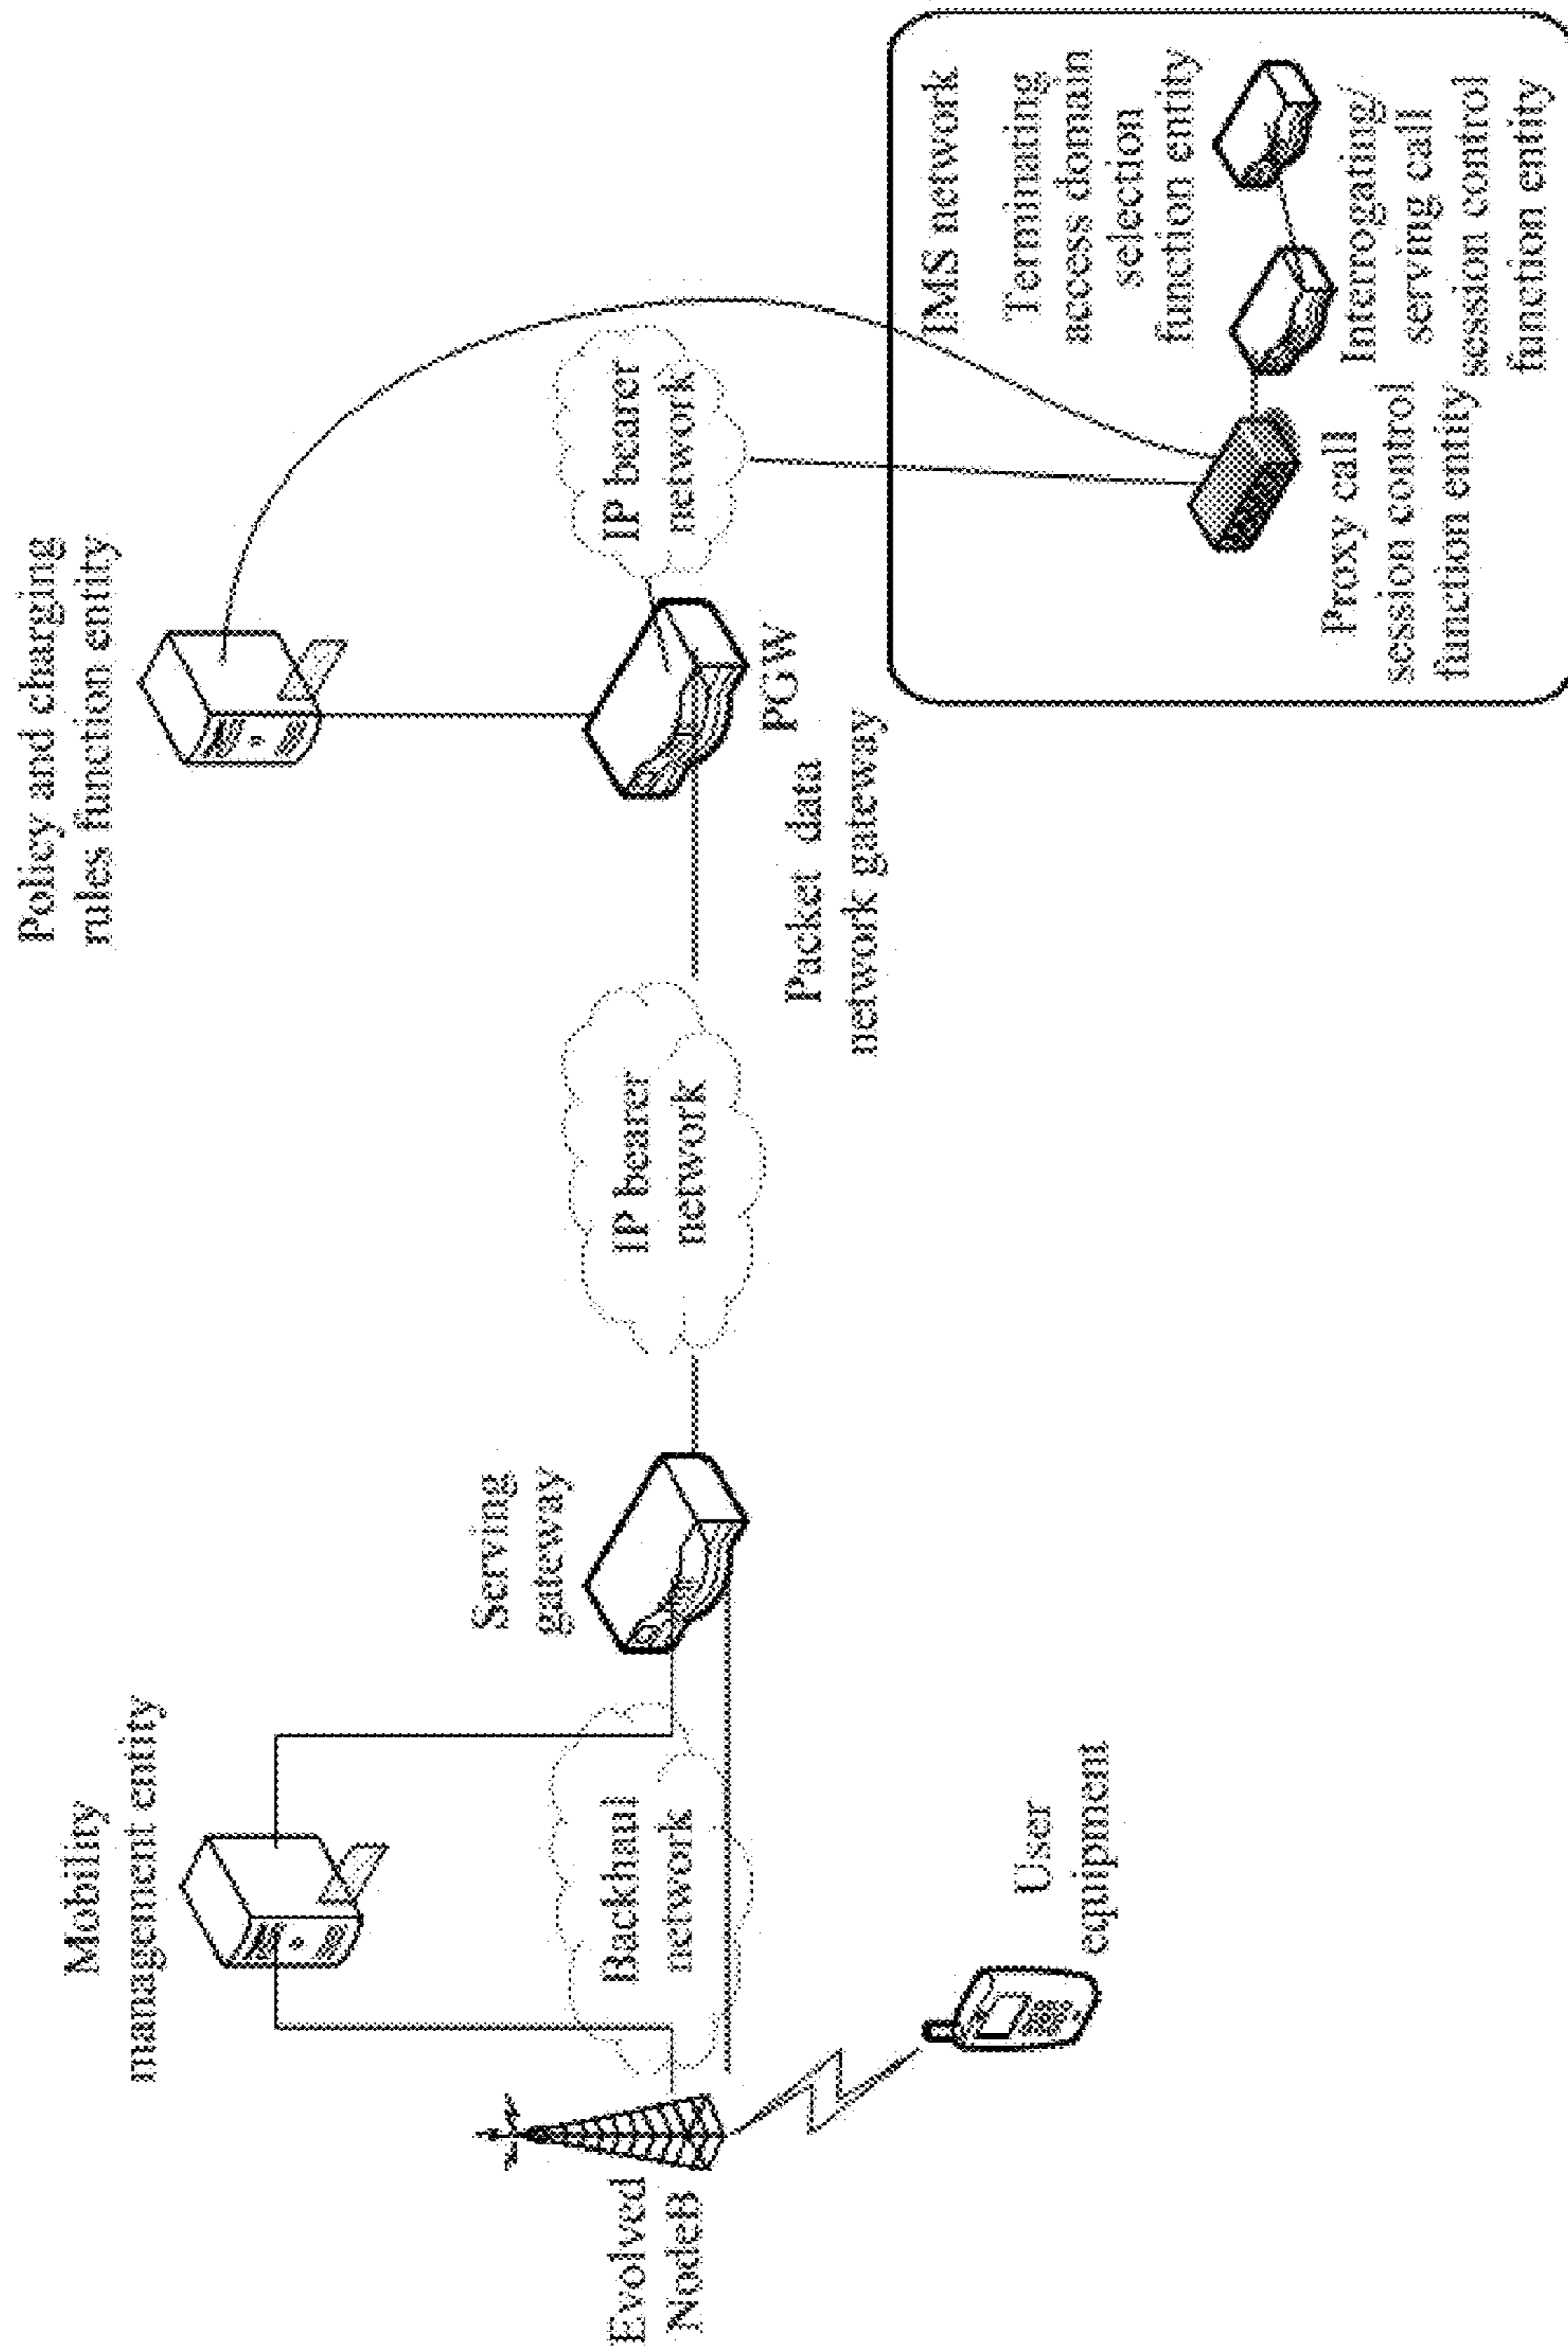 Policy and charging
rules function entity
Mobility
management entity
Serving
gateway
Evolved
NodeB
Backhaul
network
IP bearer
network
IP bearer
network
PGW
Packet data
network gateway
User
equipment
IMS network
Terminating
access domain
selection
function entity
Proxy call
session control
function entity
Interrogating/
serving call
session control
function entity